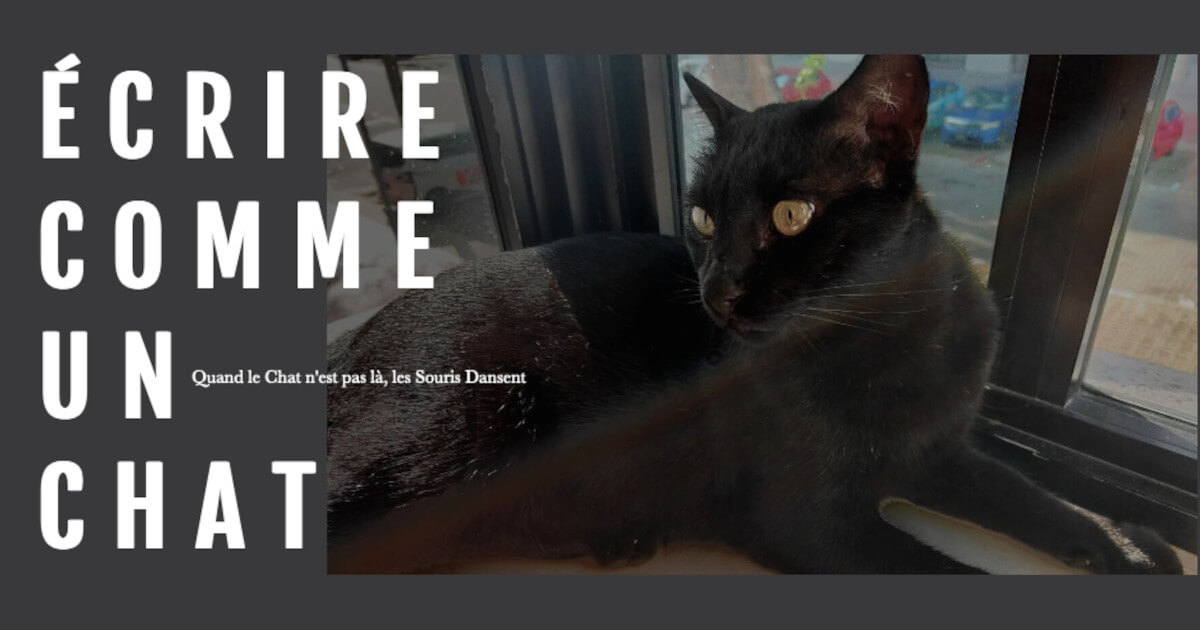 ÉCRIRE
COMME
UN
Quand le Chat n'est pas là, les Souris Dansent
CHAT